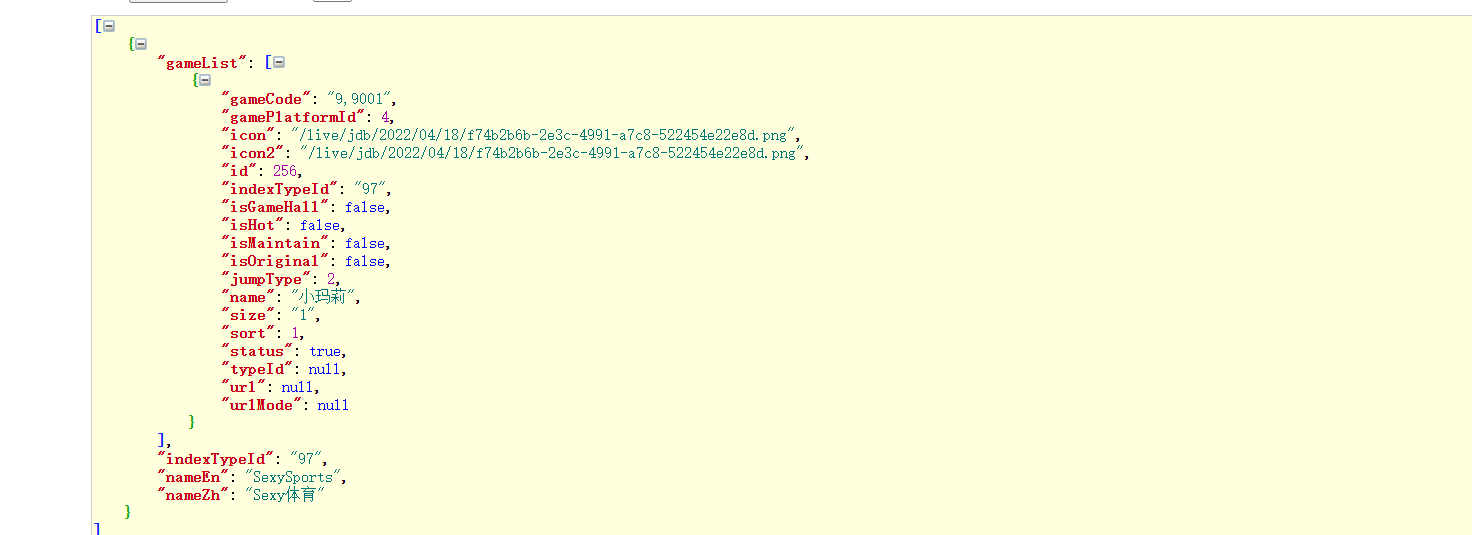 [
{
"gameList": [
{
"gameCode": "9,9001",
"gamePlatformId": 4,
"icon": "/live/jdb/2022/04/18/f74b2b6b-2e3c-4991-a7c8-522454e22e8d.png",
"icon2": "/live/jdb/2022/04/18/f74b2b6b-2e3c-4991-a7c8-522454e22e8d.png",
"id": 256,
"indexTypeId": "97",
"isGameHall": false,
"isHot": false,
"isMaintain": false,
"isOriginal": false,
"jumpType": 2,
"name": "小玛莉",
"size": "1",
"sort": 1,
"status": true,
"typeId": null,
"url": null,
"urlMode": null
}
],
"indexTypeId": "97",
"nameEn": "SexySports",
"nameZh": "Sexy体育"
}
]